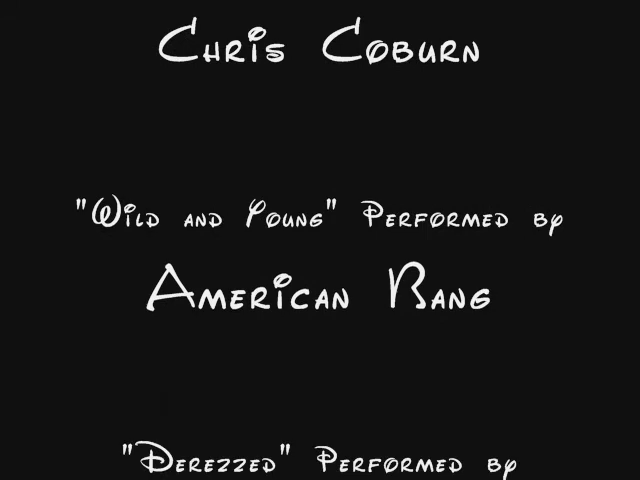 Chris Coburn
"Wild and Young" Performed by
American Bang
"Derezzed" Performed by